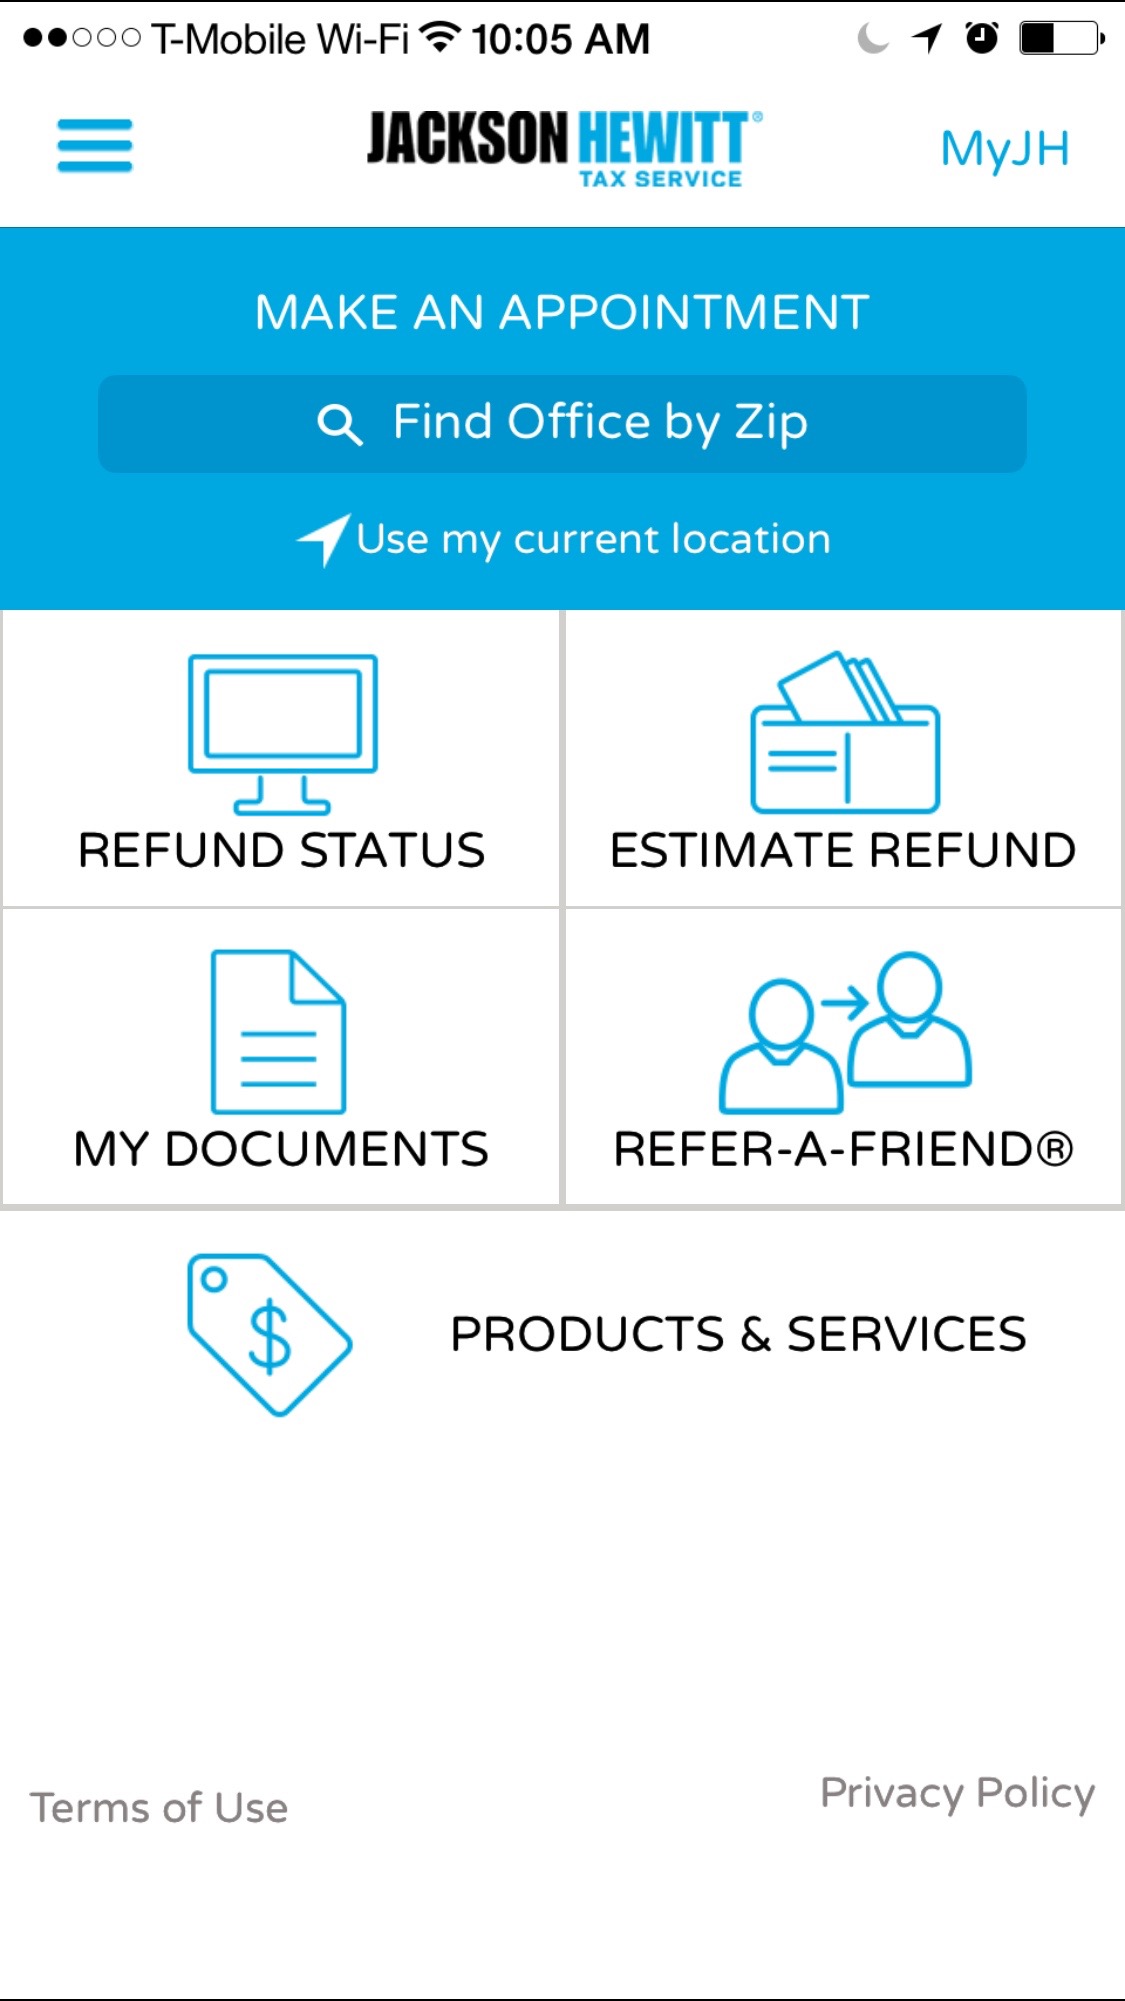 T-Mobile Wi-Fi 10:05 AM
JACKSON HEWITT®
TAX SERVICE
MyJH
MAKE AN APPOINTMENT
Find Office by Zip
Use my current location
REFUND STATUS
ESTIMATE REFUND
MY DOCUMENTS
REFER-A-FRIEND®
$
PRODUCTS & SERVICES
Terms of Use
Privacy Policy